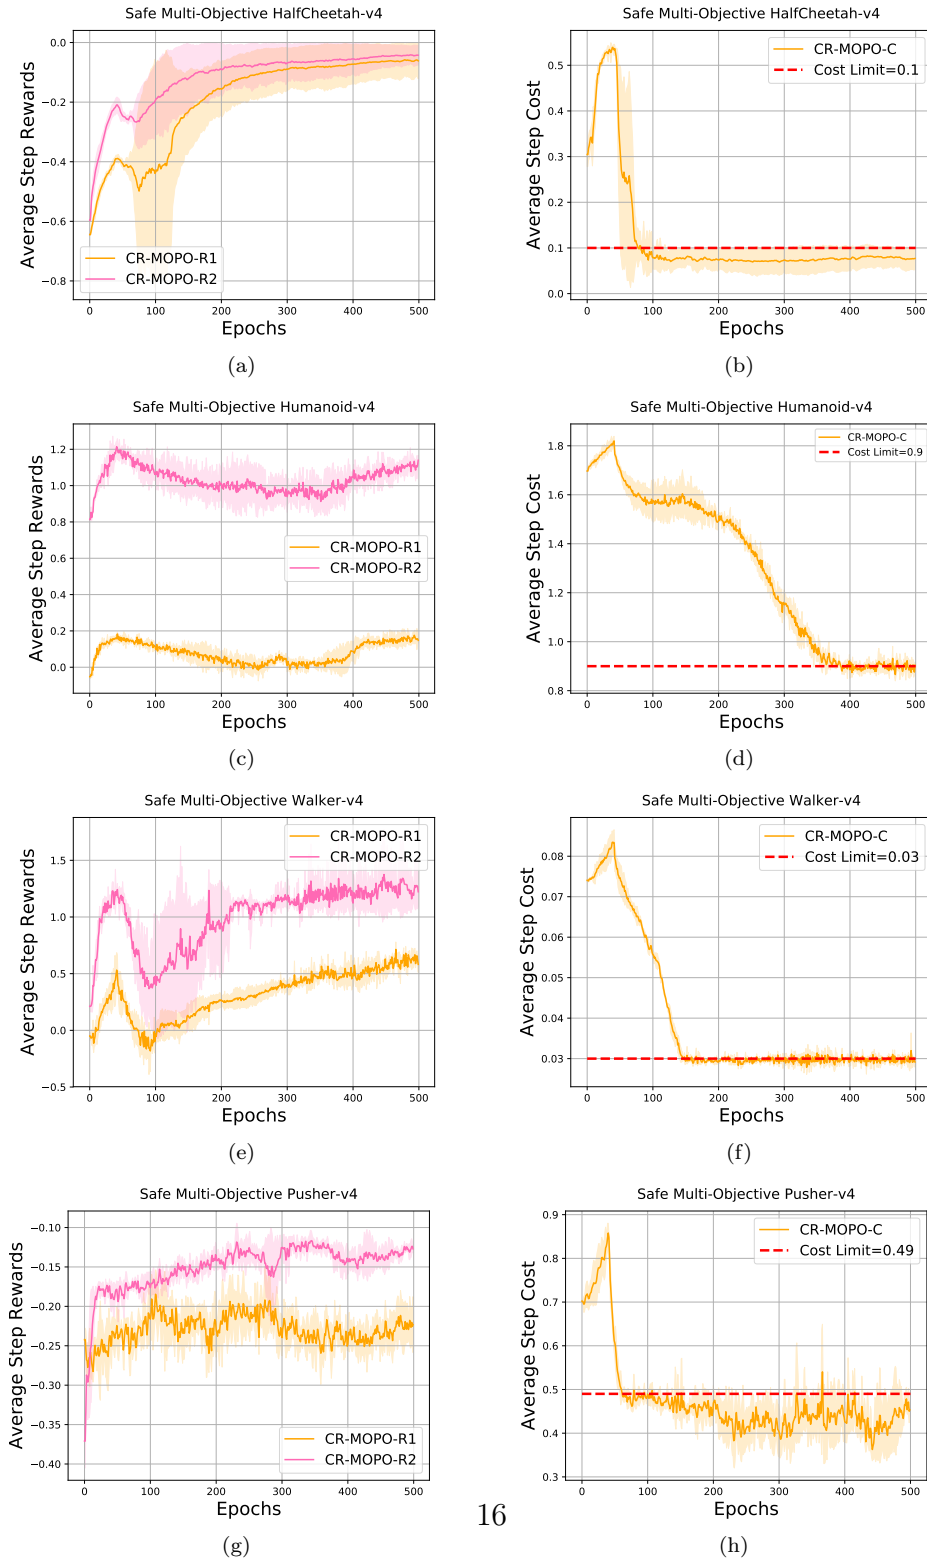 Safe Multi-Objective HalfCheetah-v4
Average Step Rewards
0.0
−0.2
−0.4
−0.6
−0.8
CR-MOPO-R1
CR-MOPO-R2
0 100 200 300 400 500
Epochs
(a)
Safe Multi-Objective HalfCheetah-v4
Average Step Cost
0.5
0.4
0.3
0.2
0.1
0.0
CR-MOPO-C
Cost Limit=0.1
0 100 200 300 400 500
Epochs
(b)
Safe Multi-Objective Humanoid-v4
Average Step Rewards
1.2
1.0
0.8
0.6
0.4
0.2
0.0
CR-MOPO-R1
CR-MOPO-R2
0 100 200 300 400 500
Epochs
(c)
Safe Multi-Objective Humanoid-v4
Average Step Cost
1.8
1.6
1.4
1.2
1.0
0.8
CR-MOPO-C
Cost Limit=0.9
0 100 200 300 400 500
Epochs
(d)
Safe Multi-Objective Walker-v4
Average Step Rewards
1.5
1.0
0.5
0.0
−0.5
CR-MOPO-R1
CR-MOPO-R2
0 100 200 300 400 500
Epochs
(e)
Safe Multi-Objective Walker-v4
Average Step Cost
0.08
0.07
0.06
0.05
0.04
0.03
CR-MOPO-C
Cost Limit=0.03
0 100 200 300 400 500
Epochs
(f)
Safe Multi-Objective Pusher-v4
Average Step Rewards
−0.10
−0.15
−0.20
−0.25
−0.30
−0.35
−0.40
CR-MOPO-R1
CR-MOPO-R2
0 100 200 300 400 500
Epochs
(g)
Safe Multi-Objective Pusher-v4
Average Step Cost
0.9
0.8
0.7
0.6
0.5
0.4
0.3
CR-MOPO-C
Cost Limit=0.49
0 100 200 300 400 500
Epochs
(h)
16